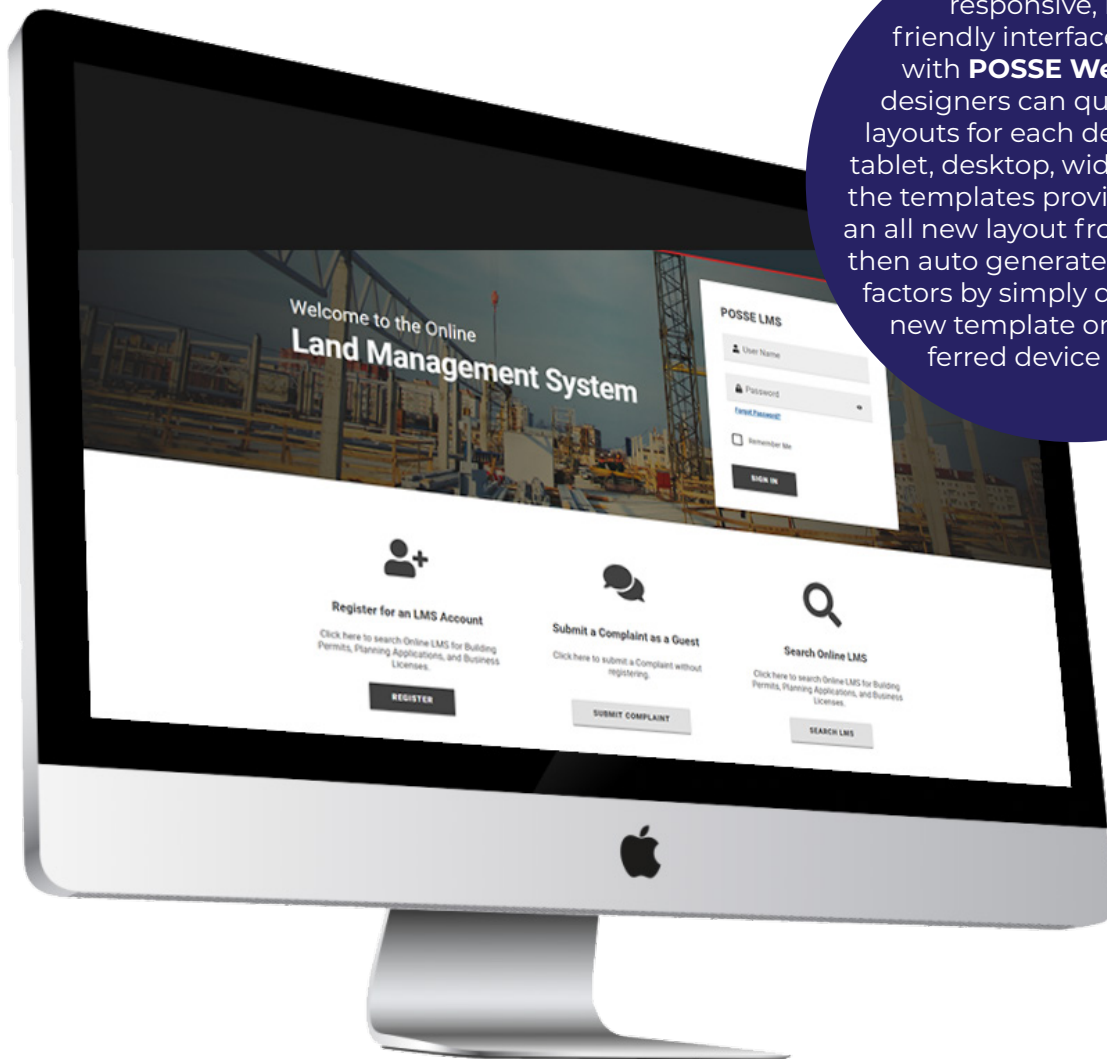 responsive,
friendly interface
with POSSE We
designers can qu
layouts for each de
tablet, desktop, wid
the templates provi
an all new layout fro
then auto generate
factors by simply c
new template or
ferred device
Welcome to the Online
Land Management System
POSSE LMS
User Name
Password
Forgot Password?
Remember Me
SIGN IN
Register for an LMS Account
Click here to search Online LMS for Building
Permits, Planning Applications, and Business
Licenses.
REGISTER
Submit a Complaint as a Guest
Click here to submit a Complaint without
registering.
SUBMIT COMPLAINT
Search Online LMS
Click here to search Online LMS for Building
Permits, Planning Applications, and Business
Licenses.
SEARCH LMS